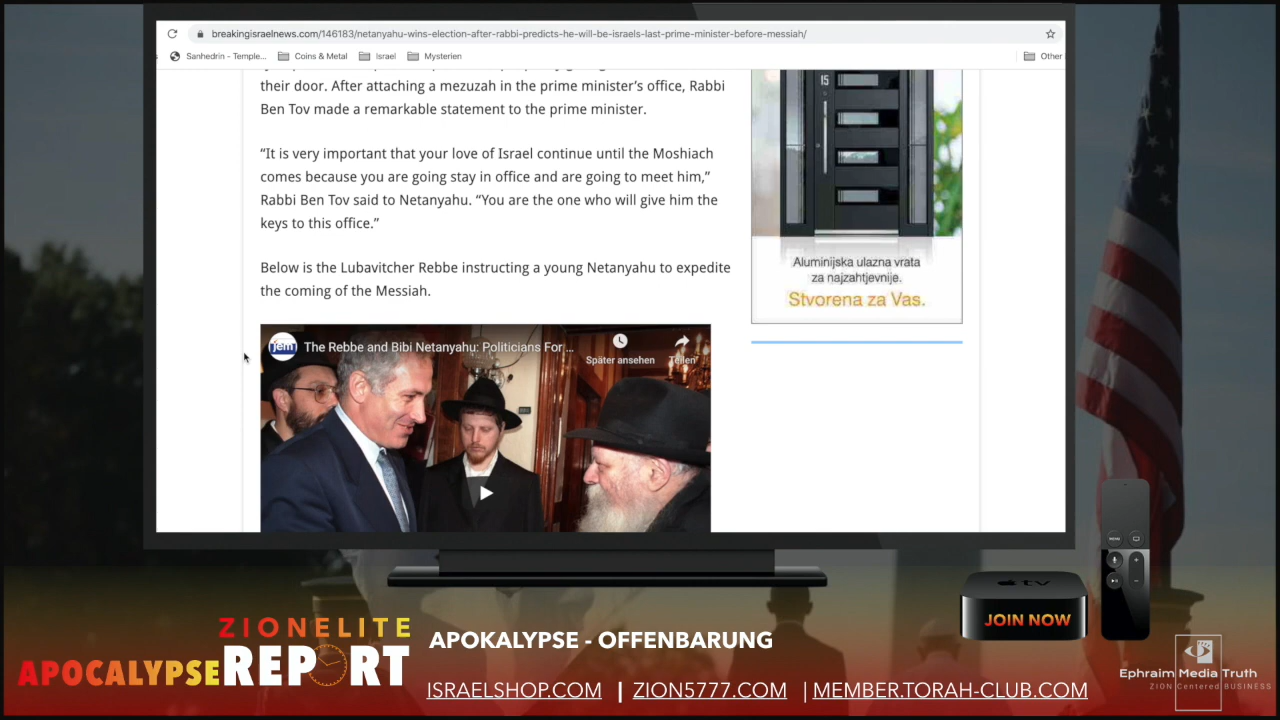 breakingisraelnews.com/146183/netanyahu-wins-election-after-rabbi-predicts-he-will-be-israels-last-prime-minister-before-messiah/
Sanhedrin - Temple... Coins & Metal Israel Mysterien Other
their door. After attaching a mezuzah in the prime minister's office, Rabbi
Ben Tov made a remarkable statement to the prime minister.
“It is very important that your love of Israel continue until the Moshiach
comes because you are going stay in office and are going to meet him,”
Rabbi Ben Tov said to Netanyahu. “You are the one who will give him the
keys to this office.”
Below is the Lubavitcher Rebbe instructing a young Netanyahu to expedite
the coming of the Messiah.
jem The Rebbe and Bibi Netanyahu: Politicians For ...
Später ansehen Teilen
15
Aluminijska ulazna vrata
za najzahtjevnije.
Stvorena za Vas.
MENU
tv
JOIN NOW
ZIONELITE
APOCALYPSE REPORT
APOKALYPSE - OFFENBARUNG
ISRAELSHOP.COM | ZION5777.COM | MEMBER.TORAH-CLUB.COM
Ephraim Media Truth
ZION Centered BUSINESS